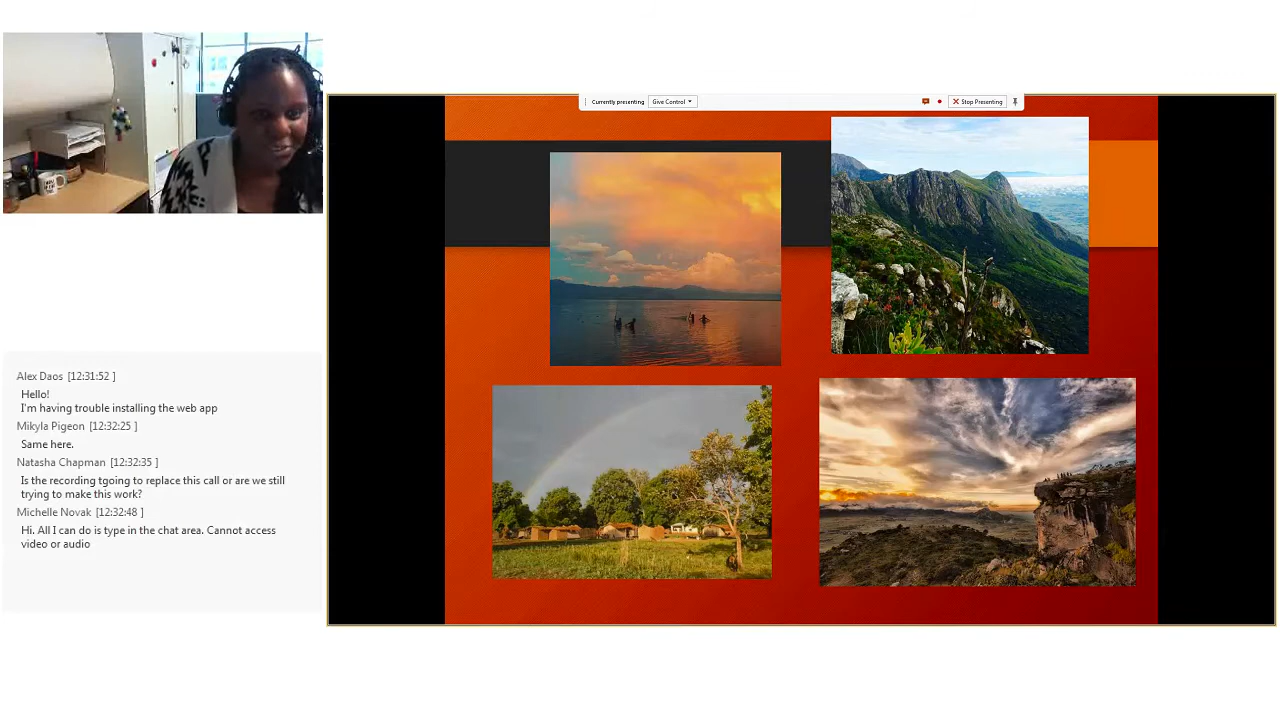 Currently presenting
Give Control
Stop Presenting
Alex Daos [12:31:52 ]
Hello!
I'm having trouble installing the web app
Mikyla Pigeon [12:32:25 ]
Same here.
Natasha Chapman [12:32:35 ]
Is the recording tgoing to replace this call or are we still
trying to make this work?
Michelle Novak [12:32:48 ]
Hi. All I can do is type in the chat area. Cannot access
video or audio